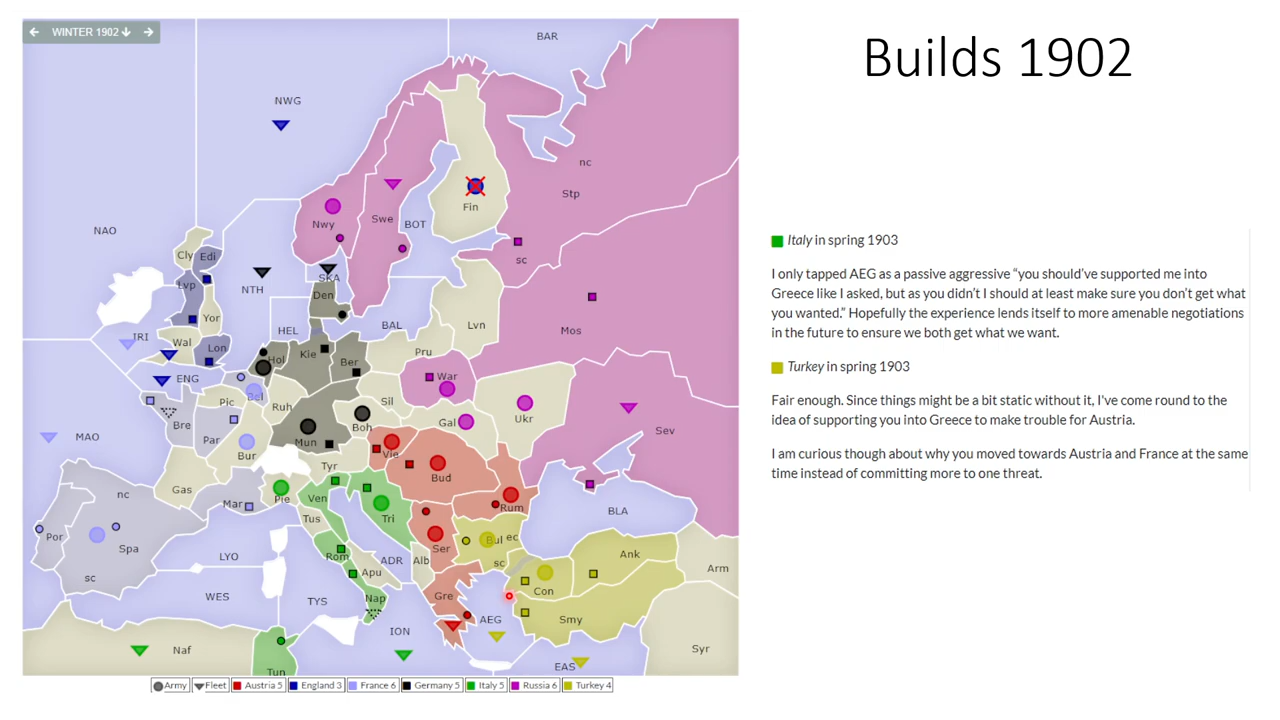 WINTER 1902
Builds 1902
BAR
NWG
nc
Stp
Fin
Nwy
Swe
BOT
NAO
Cly
Edi
sc
SKA
NTH
Lvp
Den
Yor
IRI
HEL
BAL
Lvn
Mos
Wal
Lon
Hol
Kie
Ber
Pru
ENG
War
Pic
Bel
Ruh
Sil
Ukr
Bre
Gal
Sev
MAO
Par
Mun
Boh
Bur
Vie
Tyr
Bud
nc
Gas
Mar
Pie
Ven
Tri
Rum
Tus
BLA
Por
Spa
Ser
Bul
ec
LYO
Rom
ADR
Alb
sc
Ank
Arm
sc
Apu
Con
WES
TYS
Nap
Gre
AEG
Smy
ION
Naf
Syr
EAS
Tun
Army
Fleet
Austria 5
England 3
France 6
Germany 5
Italy 5
Russia 6
Turkey 4
Italy in spring 1903
I only tapped AEG as a passive aggressive “you should’ve supported me into
Greece like I asked, but as you didn’t I should at least make sure you don’t get what
you wanted.” Hopefully the experience lends itself to more amenable negotiations
in the future to ensure we both get what we want.
Turkey in spring 1903
Fair enough. Since things might be a bit static without it, I’ve come round to the
idea of supporting you into Greece to make trouble for Austria.
I am curious though about why you moved towards Austria and France at the same
time instead of committing more to one threat.